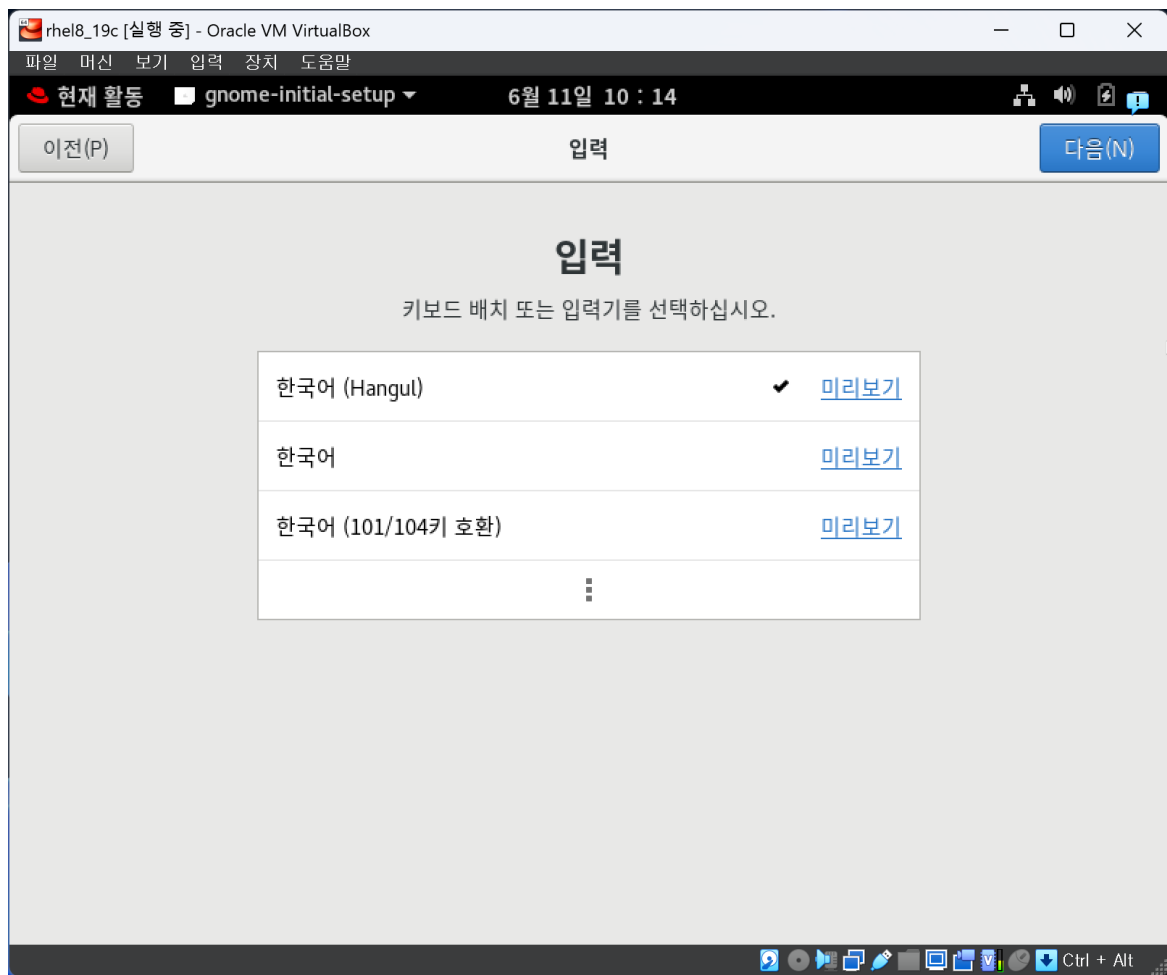 rhel8_19c [실행 중] - Oracle VM VirtualBox
파일 머신 보기 입력 장치 도움말
현재 활동 gnome-initial-setup 6월 11일 10 : 14
이전(P) 입력 다음(N)
입력
키보드 배치 또는 입력기를 선택하십시오.
한국어 (Hangul) 미리보기
한국어 미리보기
한국어 (101/104키 호환) 미리보기
Ctrl + Alt